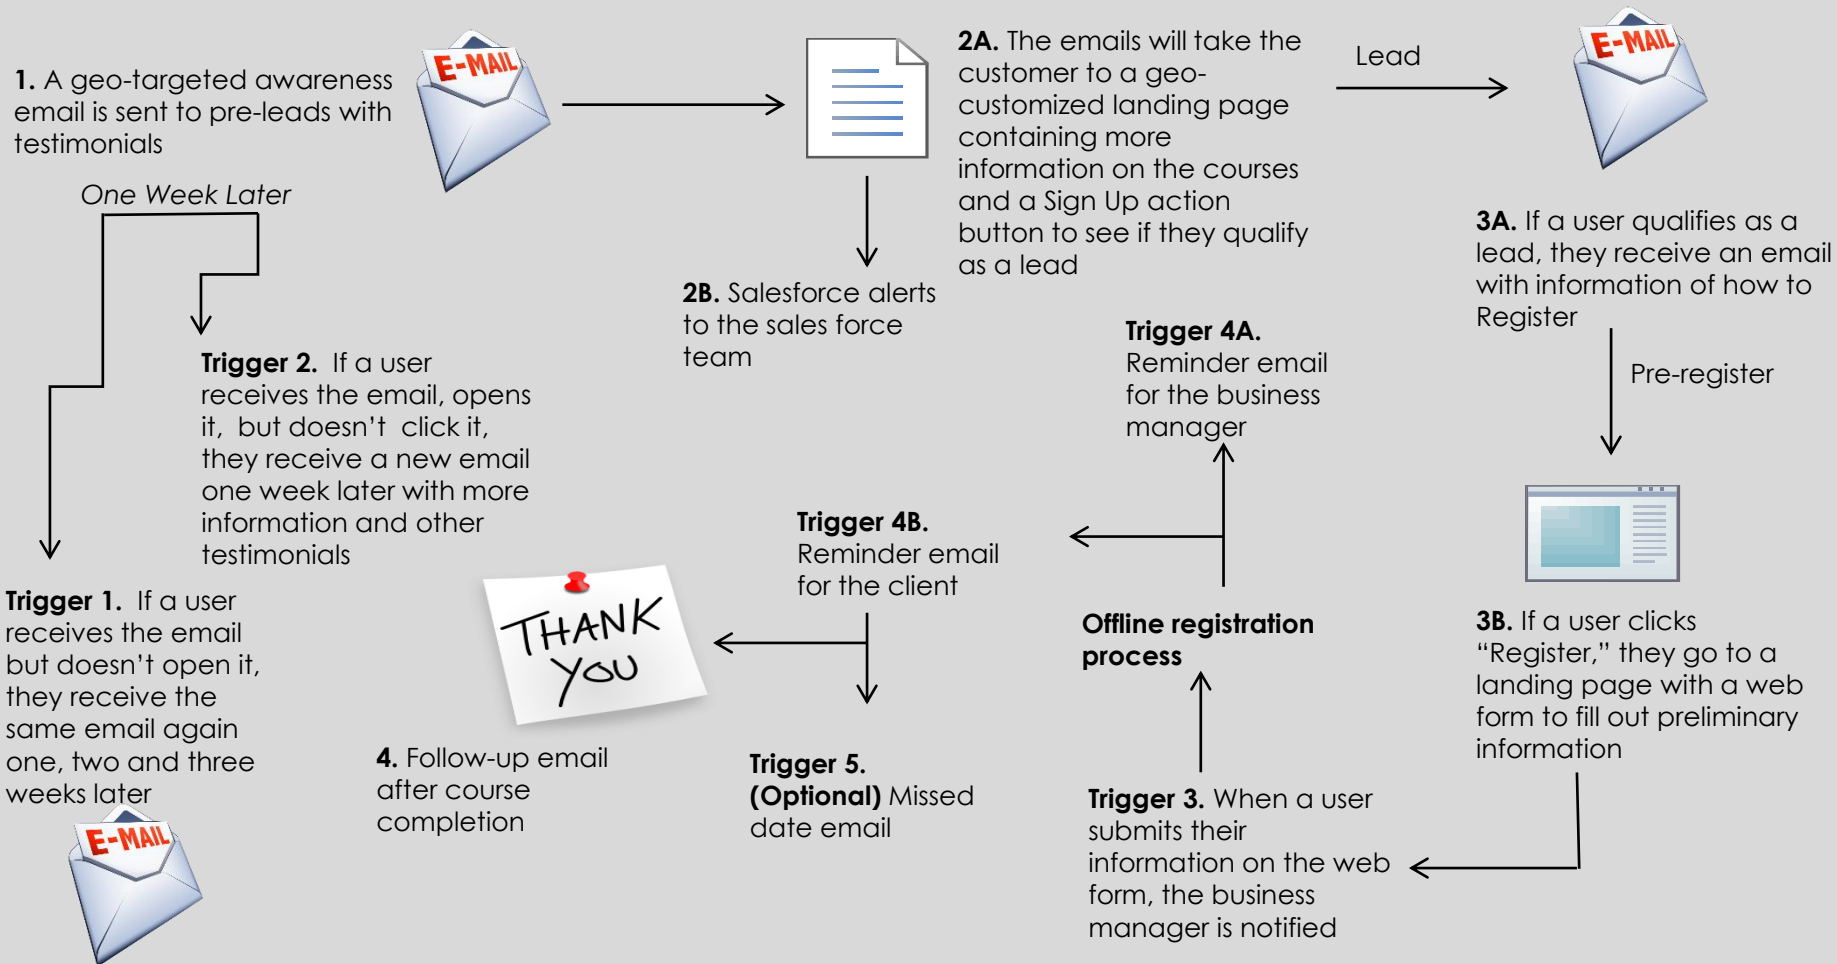 1. A geo-targeted awareness
email is sent to pre-leads with
testimonials
E-MAIL
2A. The emails will take the
customer to a geo-
customized landing page
containing more
information on the courses
and a Sign Up action
button to see if they qualify
as a lead
Lead
E-MAIL
One Week Later
2B. Salesforce alerts
to the sales force
team
3A. If a user qualifies as a
lead, they receive an email
with information of how to
Register
Pre-register
Trigger 2. If a user
receives the email, opens
it, but doesn't click it,
they receive a new email
one week later with more
information and other
testimonials
Trigger 4A.
Reminder email
for the business
manager
Trigger 4B.
Reminder email
for the client
Trigger 1. If a user
receives the email
but doesn't open it,
they receive the
same email again
one, two and three
weeks later
E-MAIL
THANK
YOU
Offline registration
process
3B. If a user clicks
“Register,” they go to a
landing page with a web
form to fill out preliminary
information
4. Follow-up email
after course
completion
Trigger 5.
(Optional) Missed
date email
Trigger 3. When a user
submits their
information on the web
form, the business
manager is notified